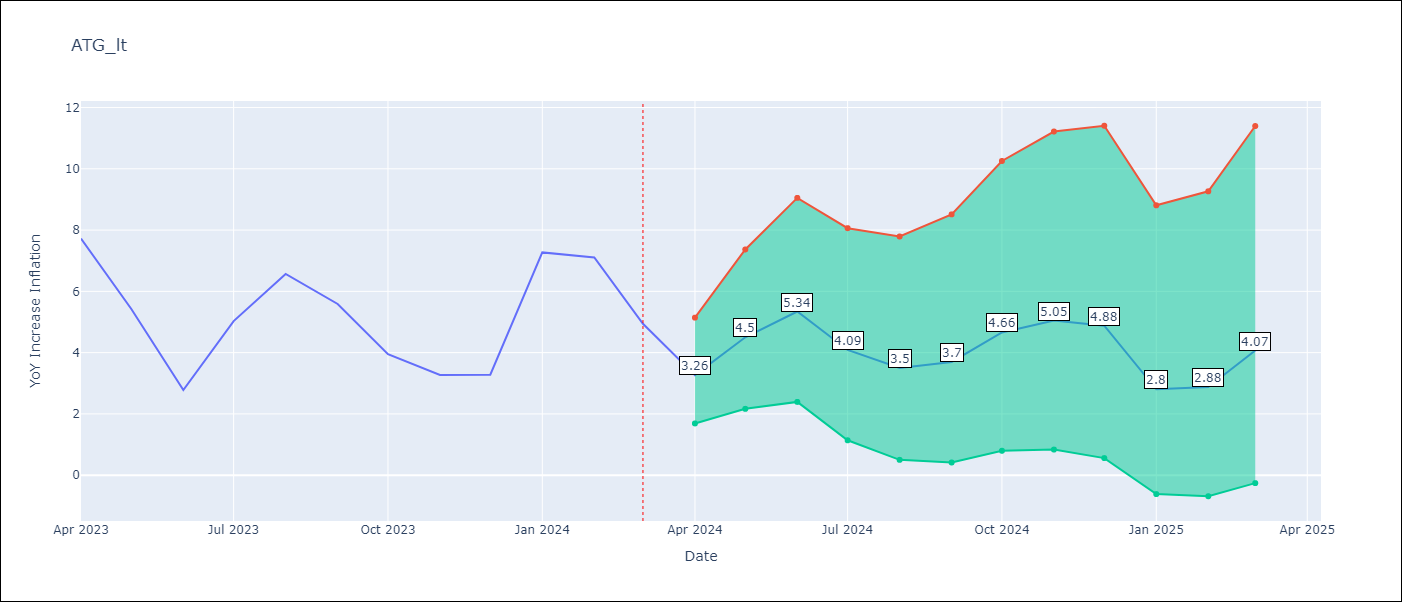 ATG_lt
12
10
8
6
4
2
0
YoY Increase Inflation
3.26
4.5
5.34
4.09
3.5
3.7
4.66
5.05
4.88
2.8
2.88
4.07
Apr 2023
Jul 2023
Oct 2023
Jan 2024
Apr 2024
Jul 2024
Oct 2024
Jan 2025
Apr 2025
Date